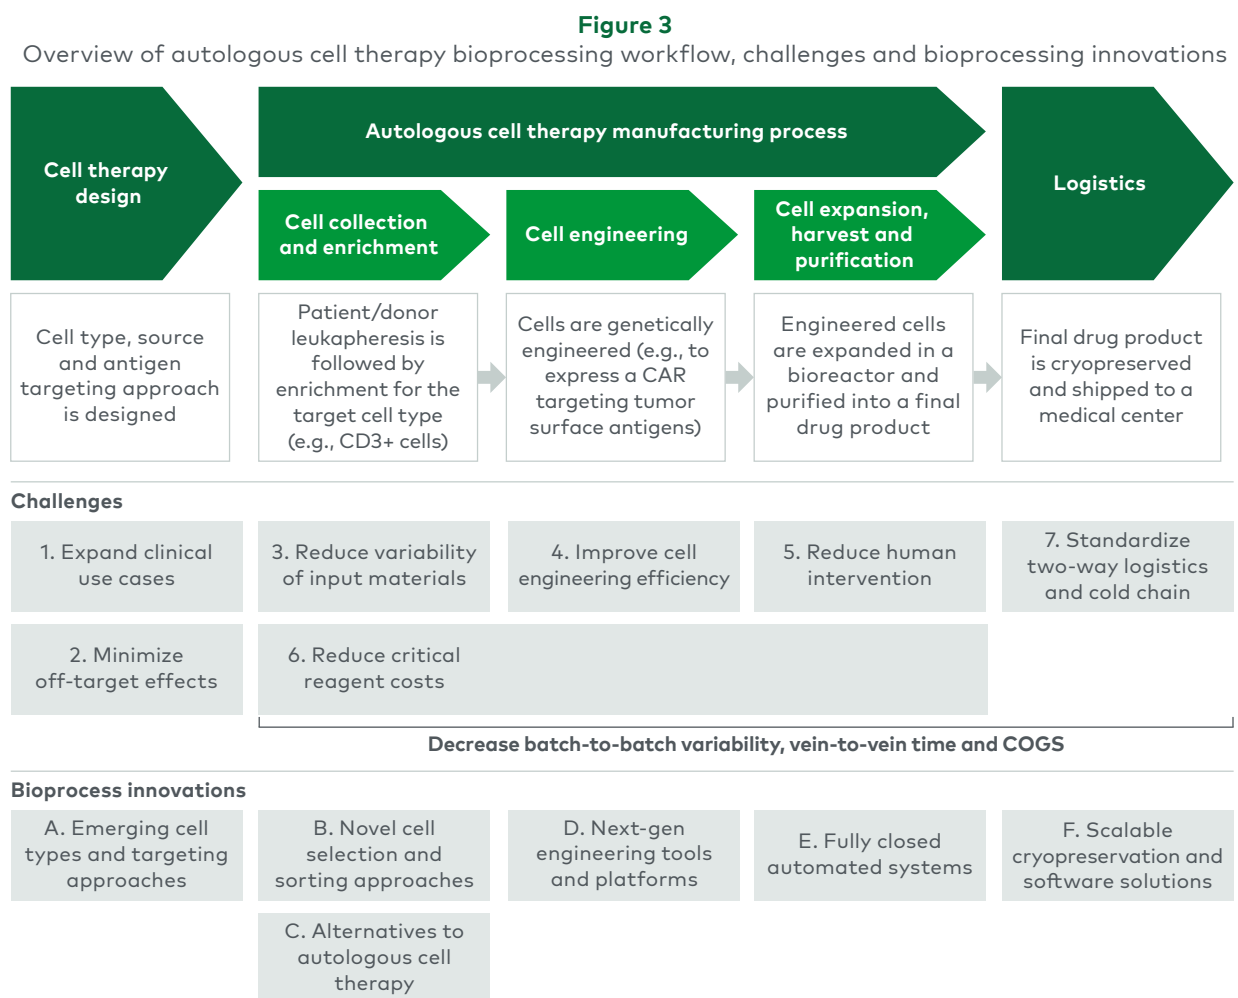 Figure 3
Overview of autologous cell therapy bioprocessing workflow, challenges and bioprocessing innovations
Cell therapy
design
Autologous cell therapy manufacturing process
Cell collection
and enrichment
Cell engineering
Cell expansion,
harvest and
purification
Logistics
Cell type, source
and antigen
targeting approach
is designed
Patient/donor
leukapheresis is
followed by
enrichment for the
target cell type
(e.g., CD3+ cells)
Cells are genetically
engineered (e.g., to
express a CAR
targeting tumor
surface antigens)
Engineered cells
are expanded in a
bioreactor and
purified into a final
drug product
Final drug product
is cryopreserved
and shipped to a
medical center
Challenges
1. Expand clinical
use cases
3. Reduce variability
of input materials
4. Improve cell
engineering efficiency
5. Reduce human
intervention
7. Standardize
two-way logistics
and cold chain
2. Minimize
off-target effects
6. Reduce critical
reagent costs
Decrease batch-to-batch variability, vein-to-vein time and COGS
Bioprocess innovations
A. Emerging cell
types and targeting
approaches
B. Novel cell
selection and
sorting approaches
D. Next-gen
engineering tools
and platforms
E. Fully closed
automated systems
F. Scalable
cryopreservation and
software solutions
C. Alternatives to
autologous cell
therapy